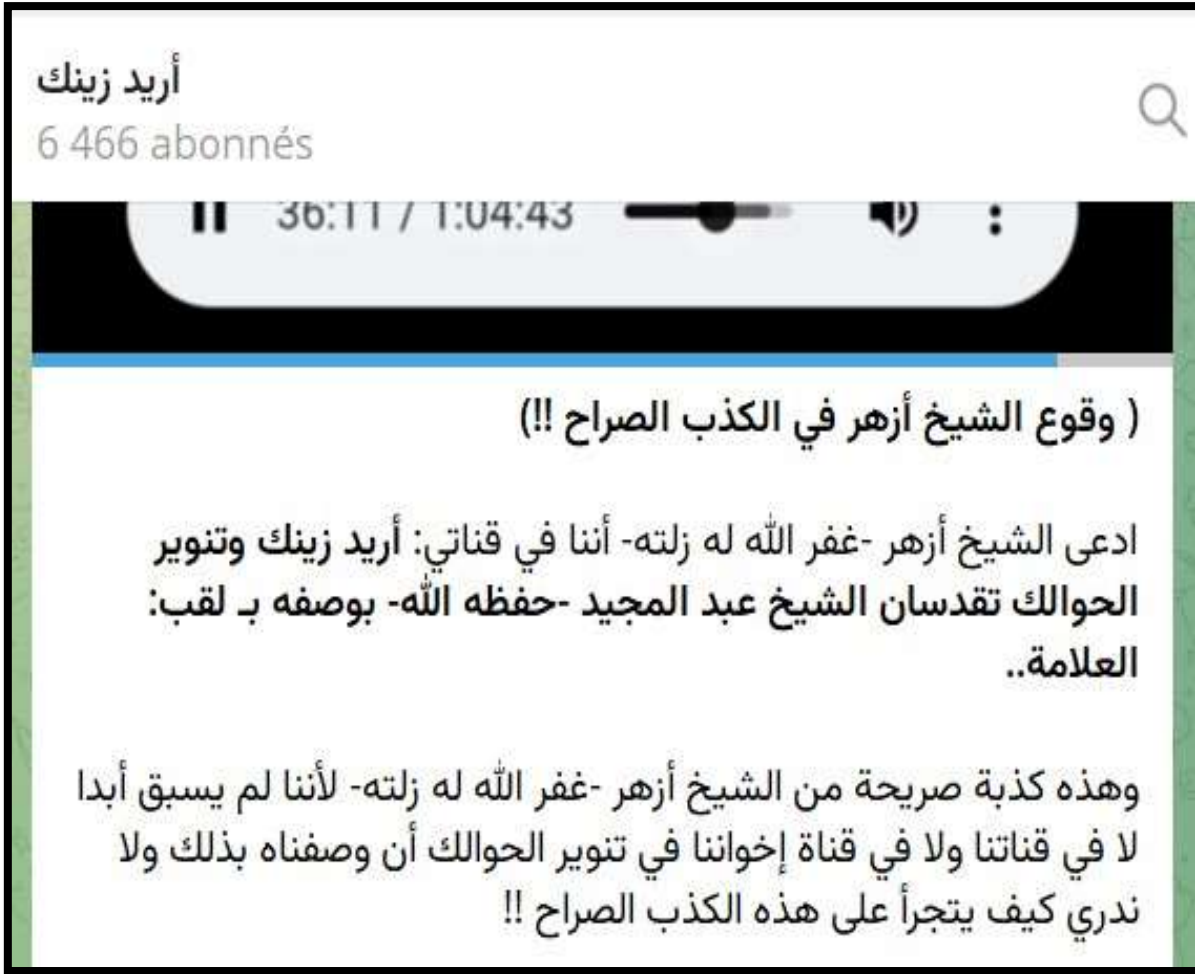 أريد زينك
6 466 abonnés
36:11 / 1:04:43
( وقوع الشيخ أزهر في الكذب الصراح !!)
ادعى الشيخ أزهر -غفر الله له زلته- أننا في قناتي: أريد زينك وتنوير
الحوالك تقدسان الشيخ عبد المجيد -حفظه الله- بوصفه بـ لقب:
العلامة..
وهذه كذبة صريحة من الشيخ أزهر -غفر الله له زلته- لأننا لم يسبق أبدا
لا في قناتنا ولا في قناة إخواننا في تنوير الحوالك أن وصفناه بذلك ولا
ندري كيف يتجرأ على هذه الكذب الصراح !!